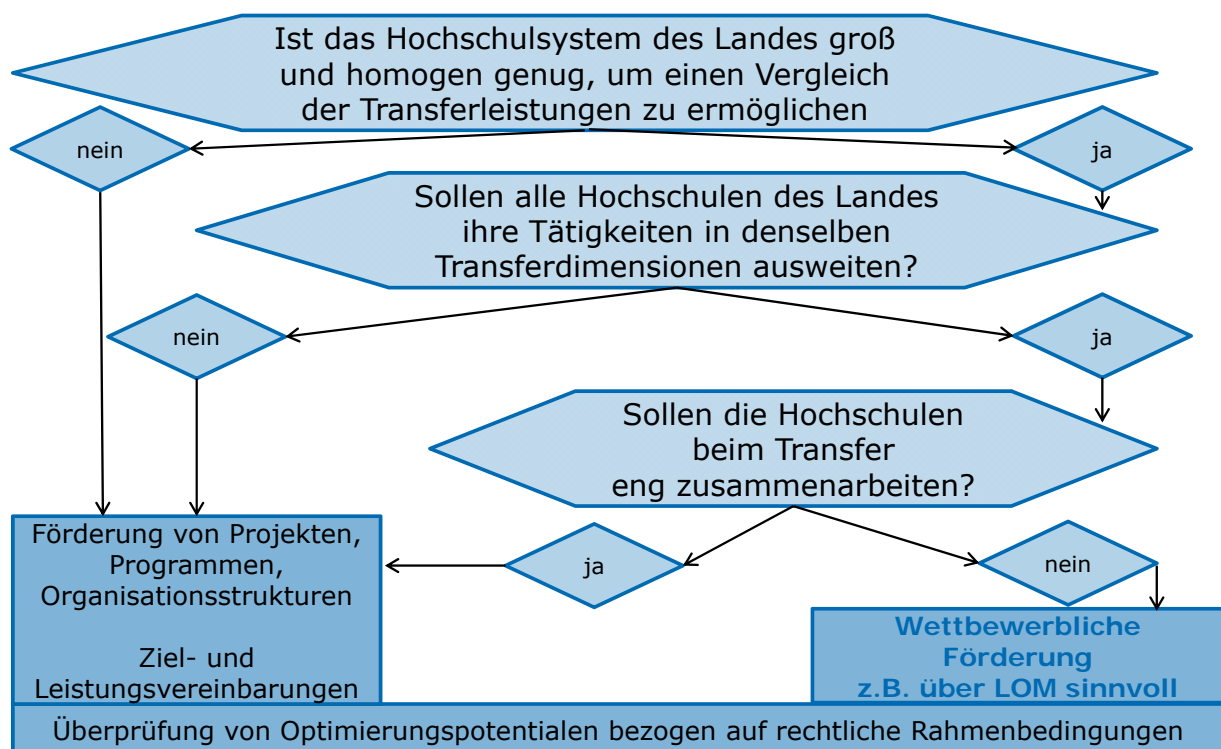 Ist das Hochschulsystem des Landes groß
und homogen genug, um einen Vergleich
der Transferleistungen zu ermöglichen
nein
ja
Sollen alle Hochschulen des Landes
ihre Tätigkeiten in denselben
Transferdimensionen ausweiten?
nein
ja
Sollen die Hochschulen
beim Transfer
eng zusammenarbeiten?
ja
nein
Förderung von Projekten,
Programmen,
Organisationsstrukturen
Ziel- und
Leistungsvereinbarungen
Wettbewerbliche
Förderung
z.B. über LOM sinnvoll
Überprüfung von Optimierungspotentialen bezogen auf rechtliche Rahmenbedingungen